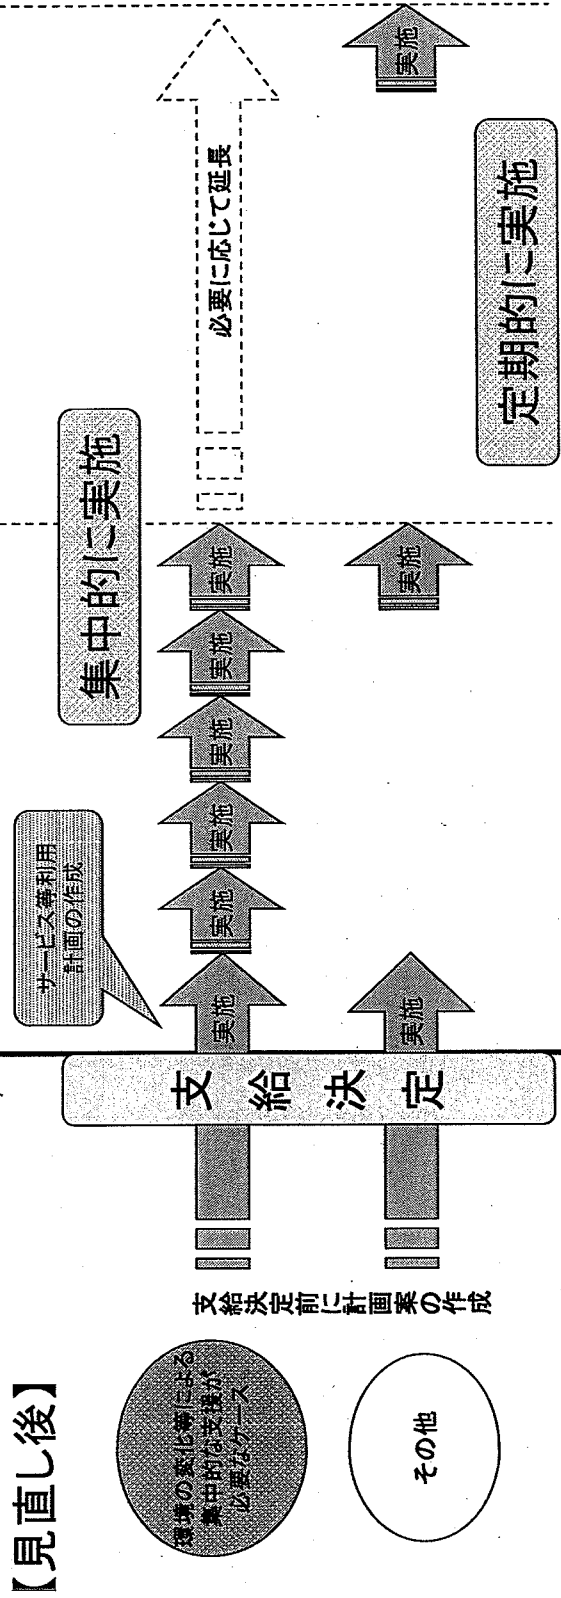 【見直し後】
環境の変化等による
集中的な支援が
必要なケース
その他
支給決定前に計画案の作成
支給決定
サービス等利用
計画の作成
実施
実施
実施
実施
実施
実施
集中的に実施
必要に応じて延長
実施
実施
実施
定期的に実施